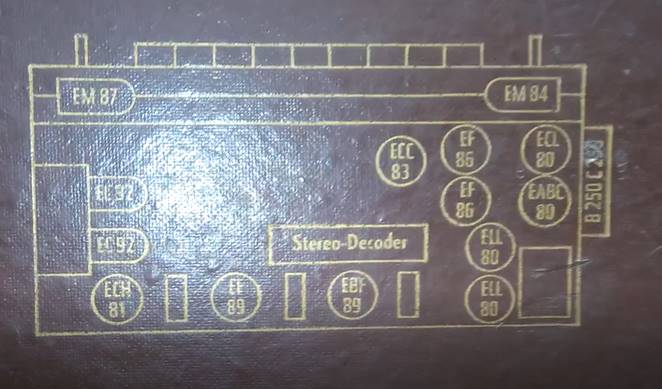 EM 87
EM 84
ECC
83
EF
86
ECL
80
EC 92
EF
86
EABC
80
B 250 C
EC 92
Stereo-Decoder
ELL
80
ECH
81
EF
89
EBF
89
ELL
80